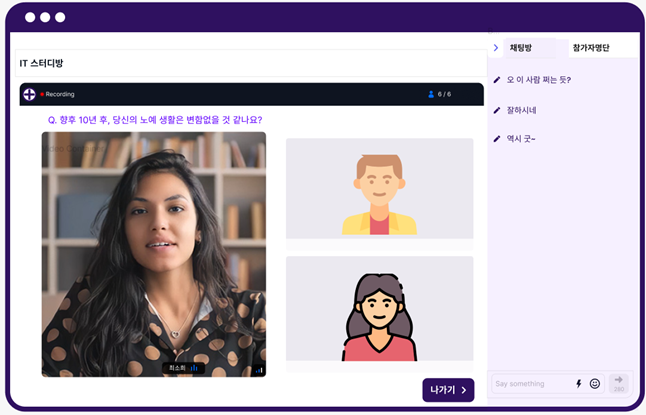 IT 스터디방
Recording
6 / 6
Q. 향후 10년 후, 당신의 노예 생활은 변함없을 것 같나요?
Video Container
최소희
나가기
채팅방
참가자명단
오 이 사람 쩌는 듯?
잘하시네
역시 굿~
Say something
280